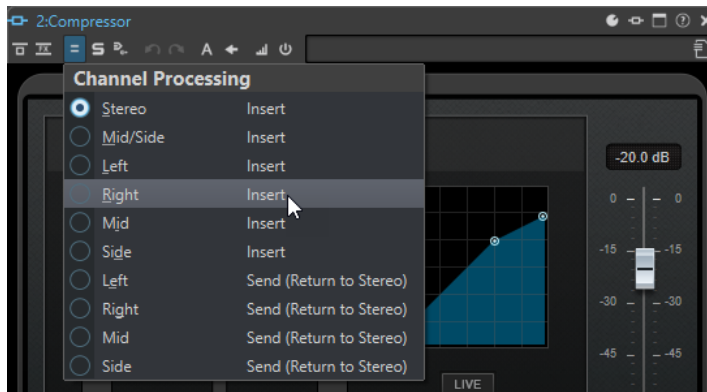 2:Compressor
S A
Channel Processing
Stereo Insert
Mid/Side Insert
Left Insert
Right Insert
Mid Insert
Side Insert
Left Send (Return to Stereo)
Right Send (Return to Stereo)
Mid Send (Return to Stereo)
Side Send (Return to Stereo)
-20.0 dB
0 0
-15 -15
-30 -30
-45 -45
LIVE